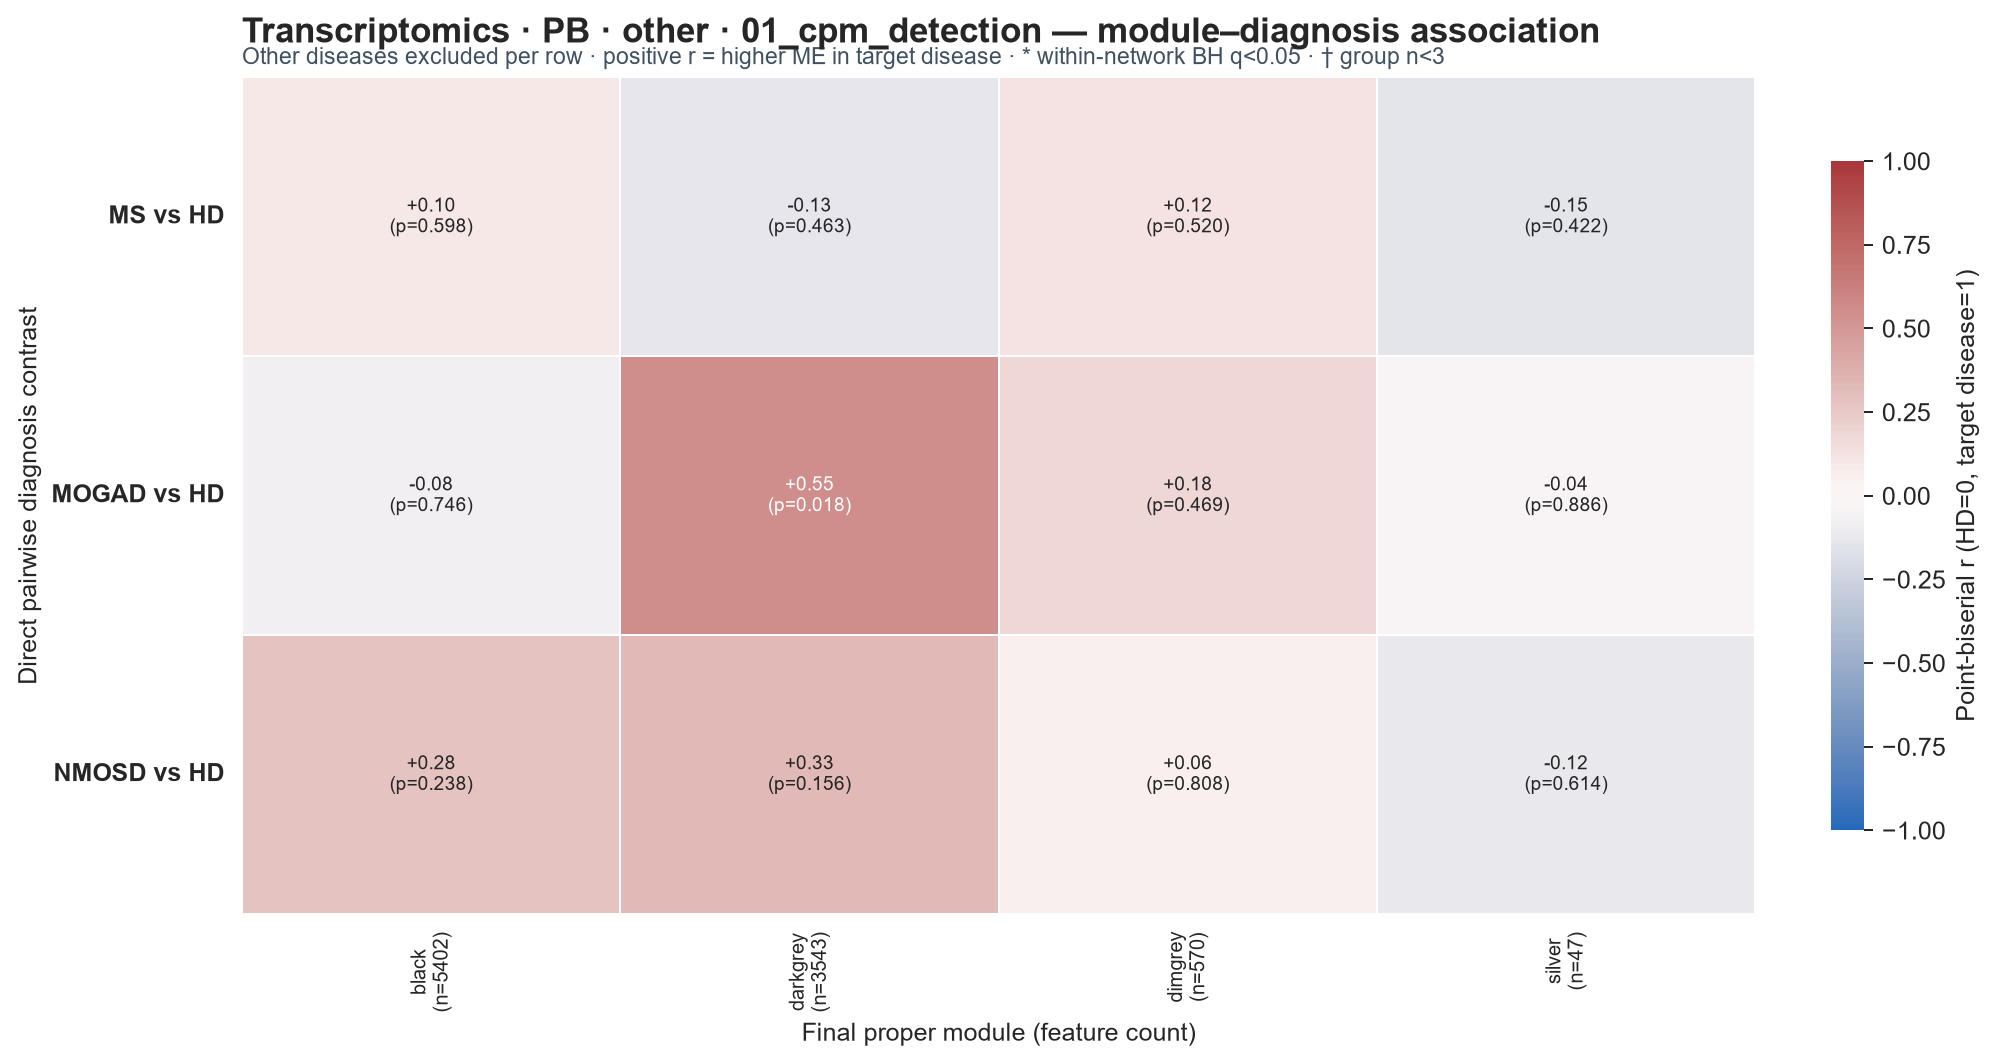 Transcriptomics · PB · other · 01_cpm_detection — module–diagnosis association
Other diseases excluded per row · positive r = higher ME in target disease · * within-network BH q<0.05 · † group n<3
Direct pairwise diagnosis contrast
MS vs HD
+0.10
(p=0.598)
-0.13
(p=0.463)
+0.12
(p=0.520)
-0.15
(p=0.422)
MOGAD vs HD
-0.08
(p=0.746)
+0.55
(p=0.018)
+0.18
(p=0.469)
-0.04
(p=0.886)
NMOSD vs HD
+0.28
(p=0.238)
+0.33
(p=0.156)
+0.06
(p=0.808)
-0.12
(p=0.614)
black
(n=5402)
darkgrey
(n=3543)
dimgrey
(n=570)
silver
(n=47)
Final proper module (feature count)
1.00
0.75
0.50
0.25
0.00
−0.25
−0.50
−0.75
−1.00
Point-biserial r (HD=0, target disease=1)